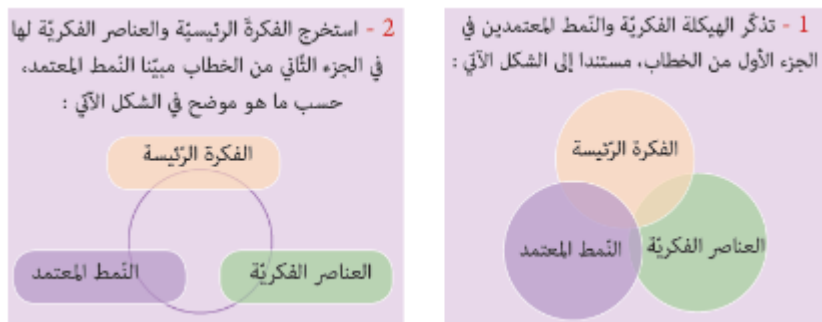 1 - تذكّر الهيكلة الفكريّة والنّمط المعتمدين في
الجزء الأول من الخطاب، مستندا إلى الشكل الآتي :
الفكرة الرّئيسة
العناصر الفكريّة
النّمط المعتمد
2 - استخرج الفكرةَ الرئيسيّة والعناصر الفكريّة لها
في الجزء الثّاني من الخطاب مبيّنا النّمط المعتمد،
حسب ما هو موضح في الشكل الآتي :
الفكرة الرّئيسة
العناصر الفكريّة
النّمط المعتمد